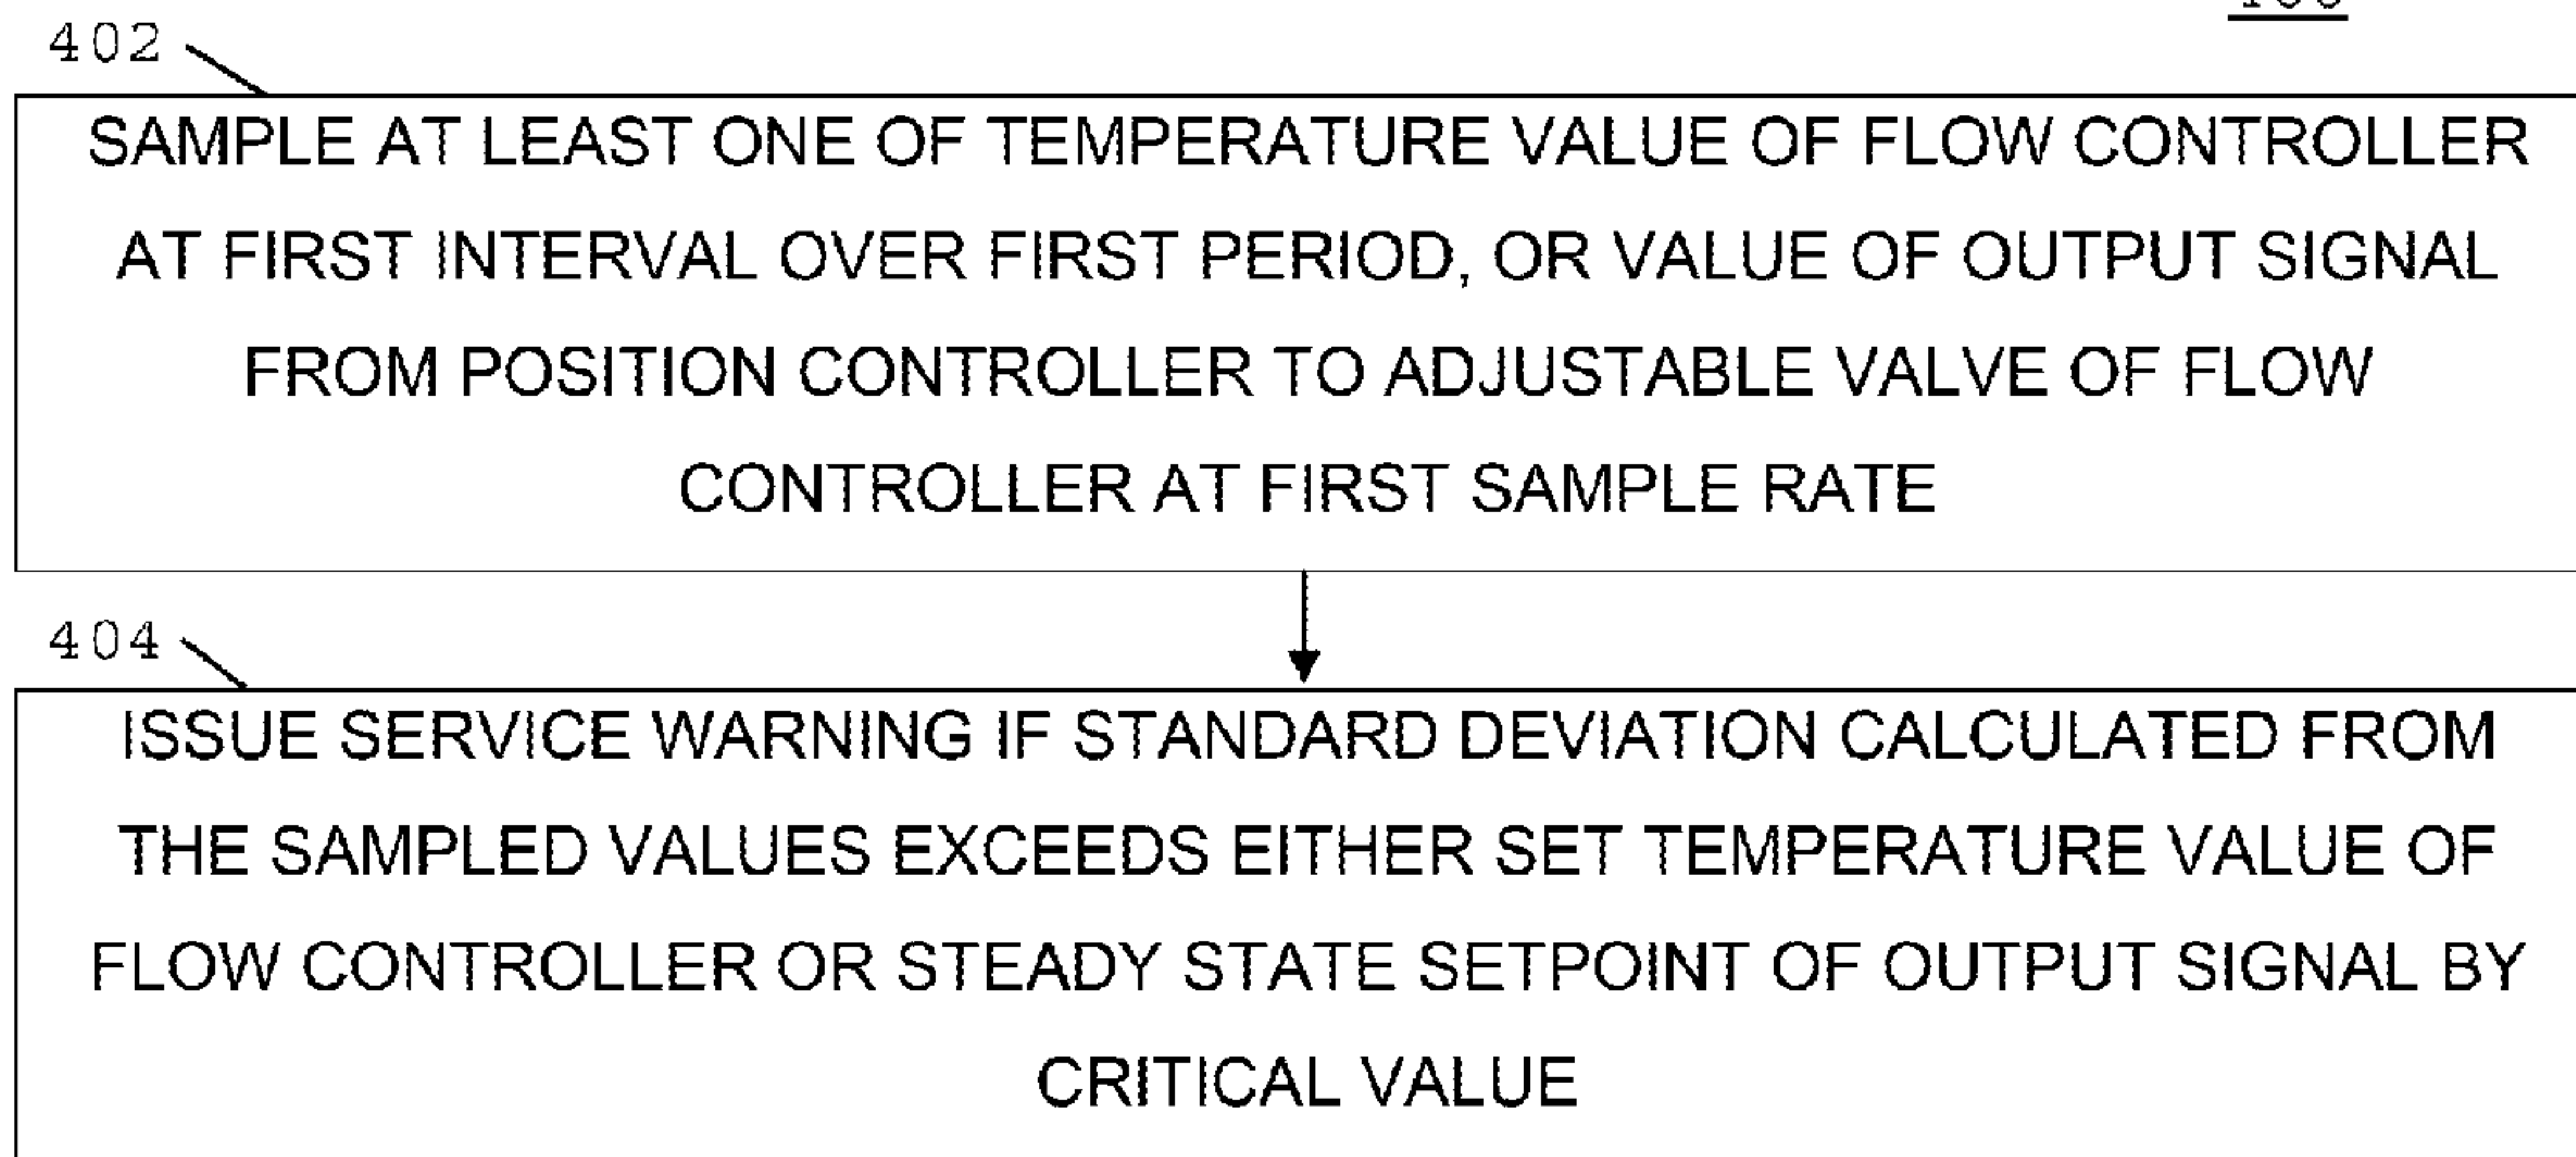 402
SAMPLE AT LEAST ONE OF TEMPERATURE VALUE OF FLOW CONTROLLER
AT FIRST INTERVAL OVER FIRST PERIOD, OR VALUE OF OUTPUT SIGNAL
FROM POSITION CONTROLLER TO ADJUSTABLE VALVE OF FLOW
CONTROLLER AT FIRST SAMPLE RATE
404
ISSUE SERVICE WARNING IF STANDARD DEVIATION CALCULATED FROM
THE SAMPLED VALUES EXCEEDS EITHER SET TEMPERATURE VALUE OF
FLOW CONTROLLER OR STEADY STATE SETPOINT OF OUTPUT SIGNAL BY
CRITICAL VALUE